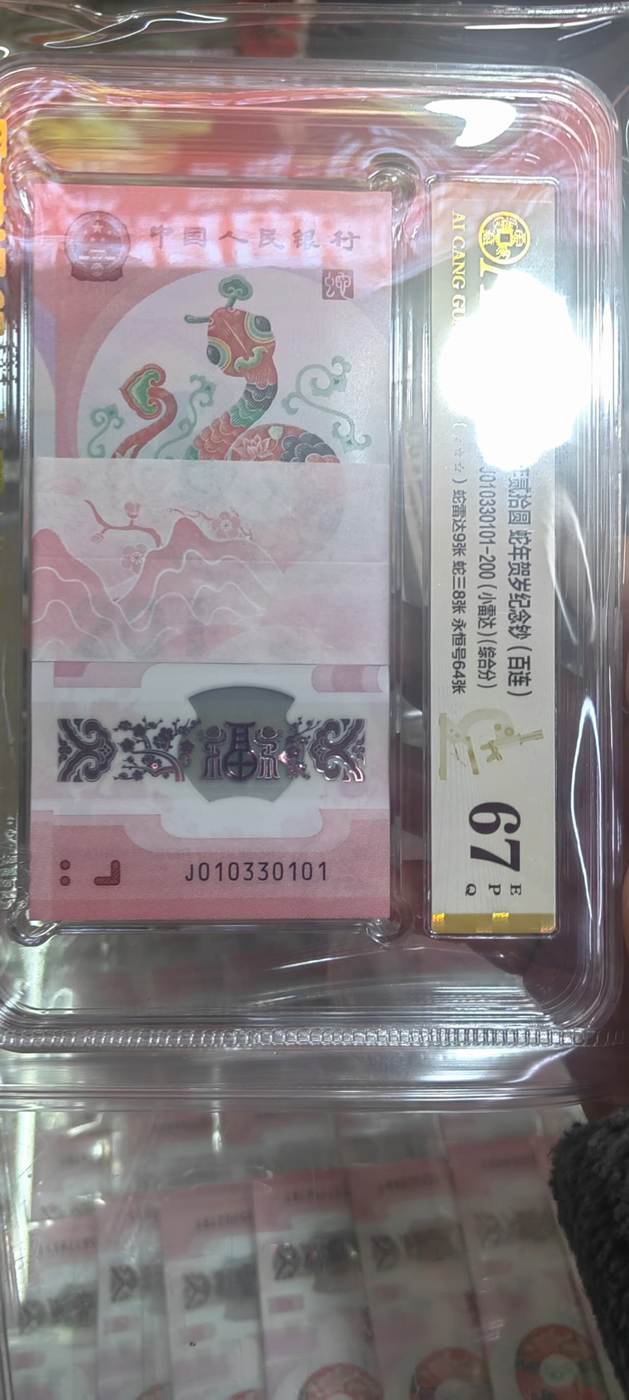 中国人民银行
福
J010330101
AI CANG GU
贰拾圆 蛇年贺岁纪念钞 (百连)
J010330101-200 (小雷达) (综合分)
蛇雷达9张 蛇三8张 永恒号64张
67
E
P
Q